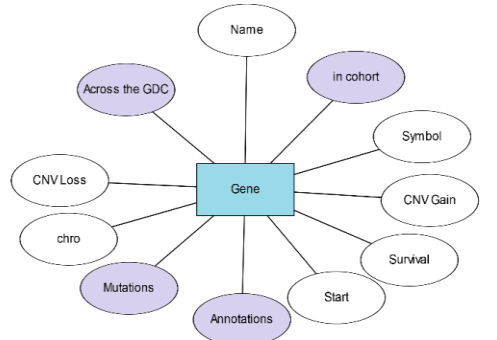 Name
Across the GDC
in cohort
Symbol
CNV Loss
Gene
CNV Gain
chro
Survival
Mutations
Start
Annotations